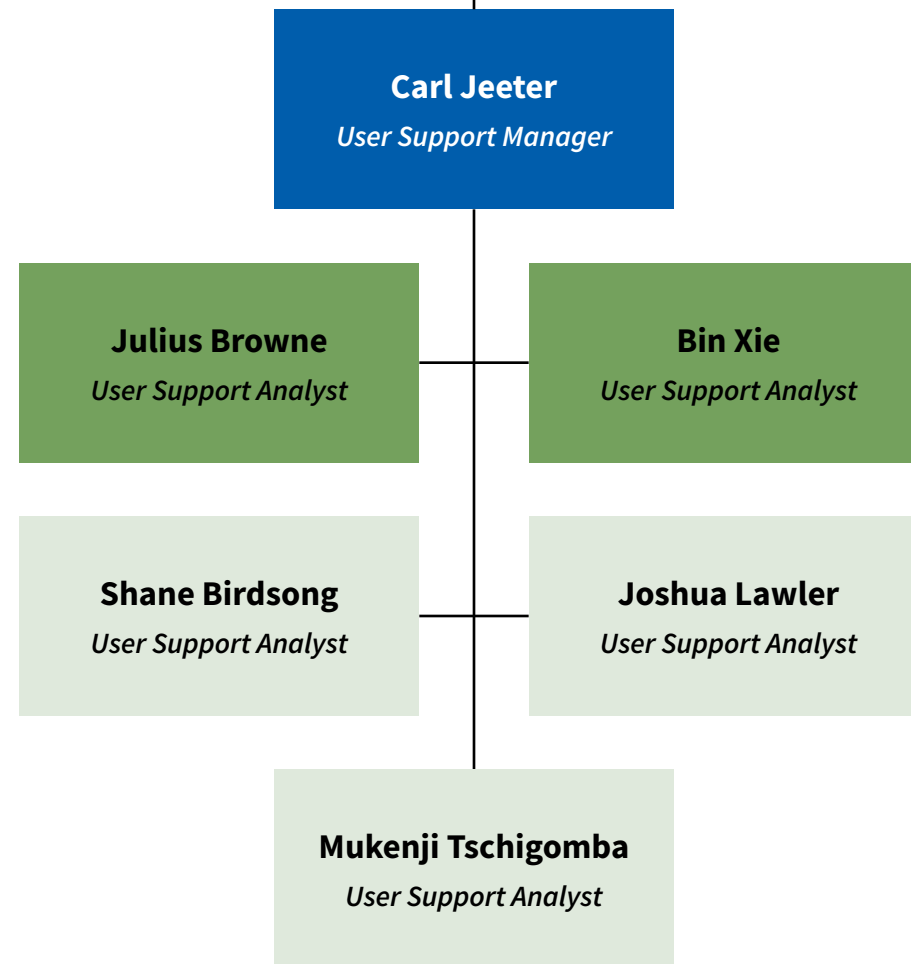 Carl Jeeter
User Support Manager
Julius Browne
User Support Analyst
Bin Xie
User Support Analyst
Shane Birdsong
User Support Analyst
Joshua Lawler
User Support Analyst
Mukenji Tschigomba
User Support Analyst